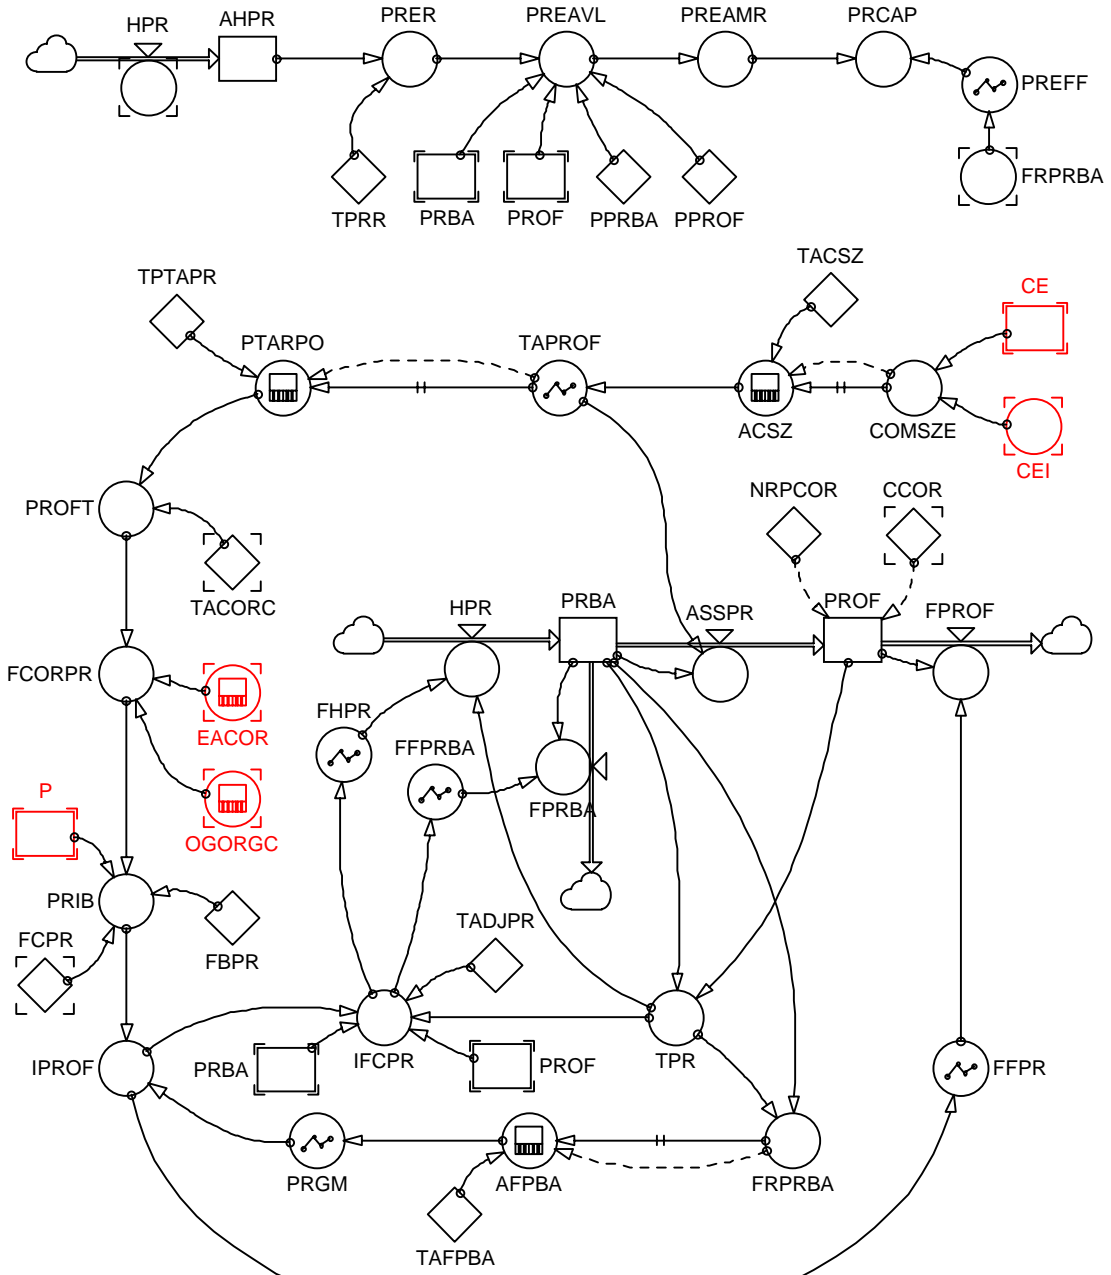 HPR
AHPR
PRER
PREAVL
PREAMR
PRCAP
PREFF
FRPRBA
TPRR
PRBA
PROF
PPRBA
PPROF
TPTAPR
TACSZ
CE
PTARPO
TAPROF
ACSZ
COMSZE
CEI
PROFT
NRPCOR
CCOR
TACORC
HPR
PRBA
ASSPR
PROF
FPROF
FCORPR
EACOR
FHPR
FFPRBA
FPRBA
P
OGORGC
PRIB
FCPR
FBPR
TADJPR
IPROF
PRBA
IFCPR
PROF
TPR
FFPR
PRGM
AFPBA
FRPRBA
TAFPBA